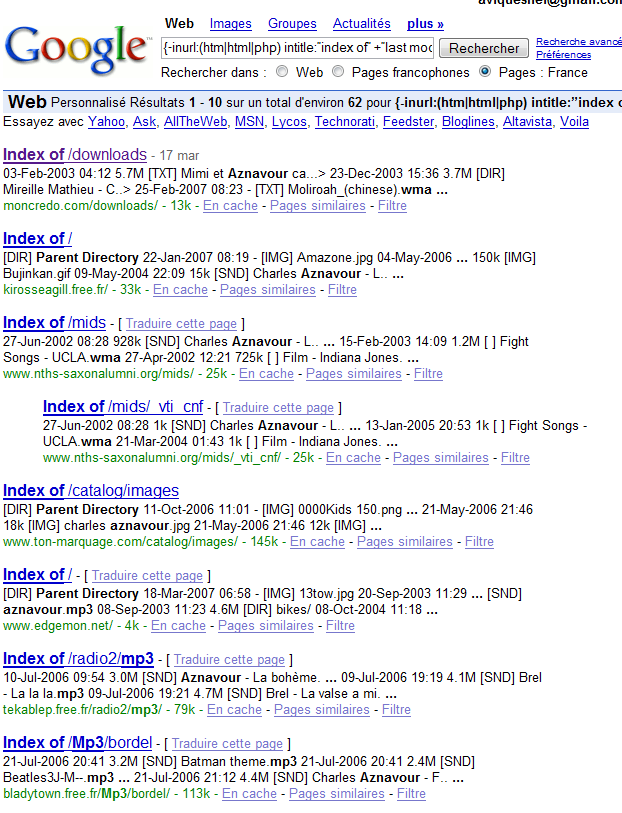 aviquesnel@gmail.com
Web Images Groupes Actualités plus »
Google™
{-inurl:(htm|html|php) intitle:"index of" +"last mod Rechercher
Recherche avancé
Préférences
Rechercher dans : Web Pages francophones Pages : France
Web Personnalisé Résultats 1 - 10 sur un total d'environ 62 pour {-inurl:(htm|html|php) intitle:"index o
Essayez avec Yahoo, Ask, AllTheWeb, MSN, Lycos, Technorati, Feedster, Bloglines, Altavista, Voila
Index of /downloads - 17 mar
03-Feb-2003 04:12 5.7M [TXT] Mimi et Aznavour ca...> 23-Dec-2003 15:36 3.7M [DIR]
Mireille Mathieu - C..> 25-Feb-2007 08:23 - [TXT] Moliroah_(chinese).wma ...
moncredo.com/downloads/ - 13k - En cache - Pages similaires - Filtre
Index of /
[DIR] Parent Directory 22-Jan-2007 08:19 - [IMG] Amazone.jpg 04-May-2006 ... 150k [IMG]
Bujinkan.gif 09-May-2004 22:09 15k [SND] Charles Aznavour - L.. ...
kirosseagill.free.fr/ - 33k - En cache - Pages similaires - Filtre
Index of /mids - [ Traduire cette page ]
27-Jun-2002 08:28 928k [SND] Charles Aznavour - L.. ... 15-Feb-2003 14:09 1.2M [ ] Fight
Songs - UCLA.wma 27-Apr-2002 12:21 725k [ ] Film - Indiana Jones. ...
www.nths-saxonalumni.org/mids/ - 25k - En cache - Pages similaires - Filtre
Index of /mids/_vti_cnf - [ Traduire cette page ]
27-Jun-2002 08:28 1k [SND] Charles Aznavour - L.. ... 13-Jan-2005 20:53 1k [ ] Fight Songs -
UCLA.wma 21-Mar-2004 01:43 1k [ ] Film - Indiana Jones. ...
www.nths-saxonalumni.org/mids/_vti_cnf/ - 25k - En cache - Pages similaires - Filtre
Index of /catalog/images
[DIR] Parent Directory 11-Oct-2006 11:01 - [IMG] 0000Kids 150.png ... 21-May-2006 21:46
18k [IMG] charles aznavour.jpg 21-May-2006 21:46 12k [IMG] ...
www.ton-marquage.com/catalog/images/ - 145k - En cache - Pages similaires - Filtre
Index of / - [ Traduire cette page ]
[DIR] Parent Directory 18-Mar-2007 06:58 - [IMG] 13tow.jpg 20-Sep-2003 11:29 ... [SND]
aznavour.mp3 08-Sep-2003 11:23 4.6M [DIR] bikes/ 08-Oct-2004 11:18 ...
www.edgemon.net/ - 4k - En cache - Pages similaires - Filtre
Index of /radio2/mp3 - [ Traduire cette page ]
10-Jul-2006 09:54 3.0M [SND] Aznavour - La bohème. ... 09-Jul-2006 19:19 4.1M [SND] Brel
- La la la.mp3 09-Jul-2006 19:21 4.7M [SND] Brel - La valse a mi. ...
tekablep.free.fr/radio2/mp3/ - 79k - En cache - Pages similaires - Filtre
Index of /Mp3/bordel - [ Traduire cette page ]
21-Jul-2006 20:41 3.2M [SND] Batman theme.mp3 21-Jul-2006 20:41 2.4M [SND]
Beatles3J-M--.mp3 ... 21-Jul-2006 21:12 4.4M [SND] Charles Aznavour - F.. ...
bladytown.free.fr/Mp3/bordel/ - 113k - En cache - Pages similaires - Filtre